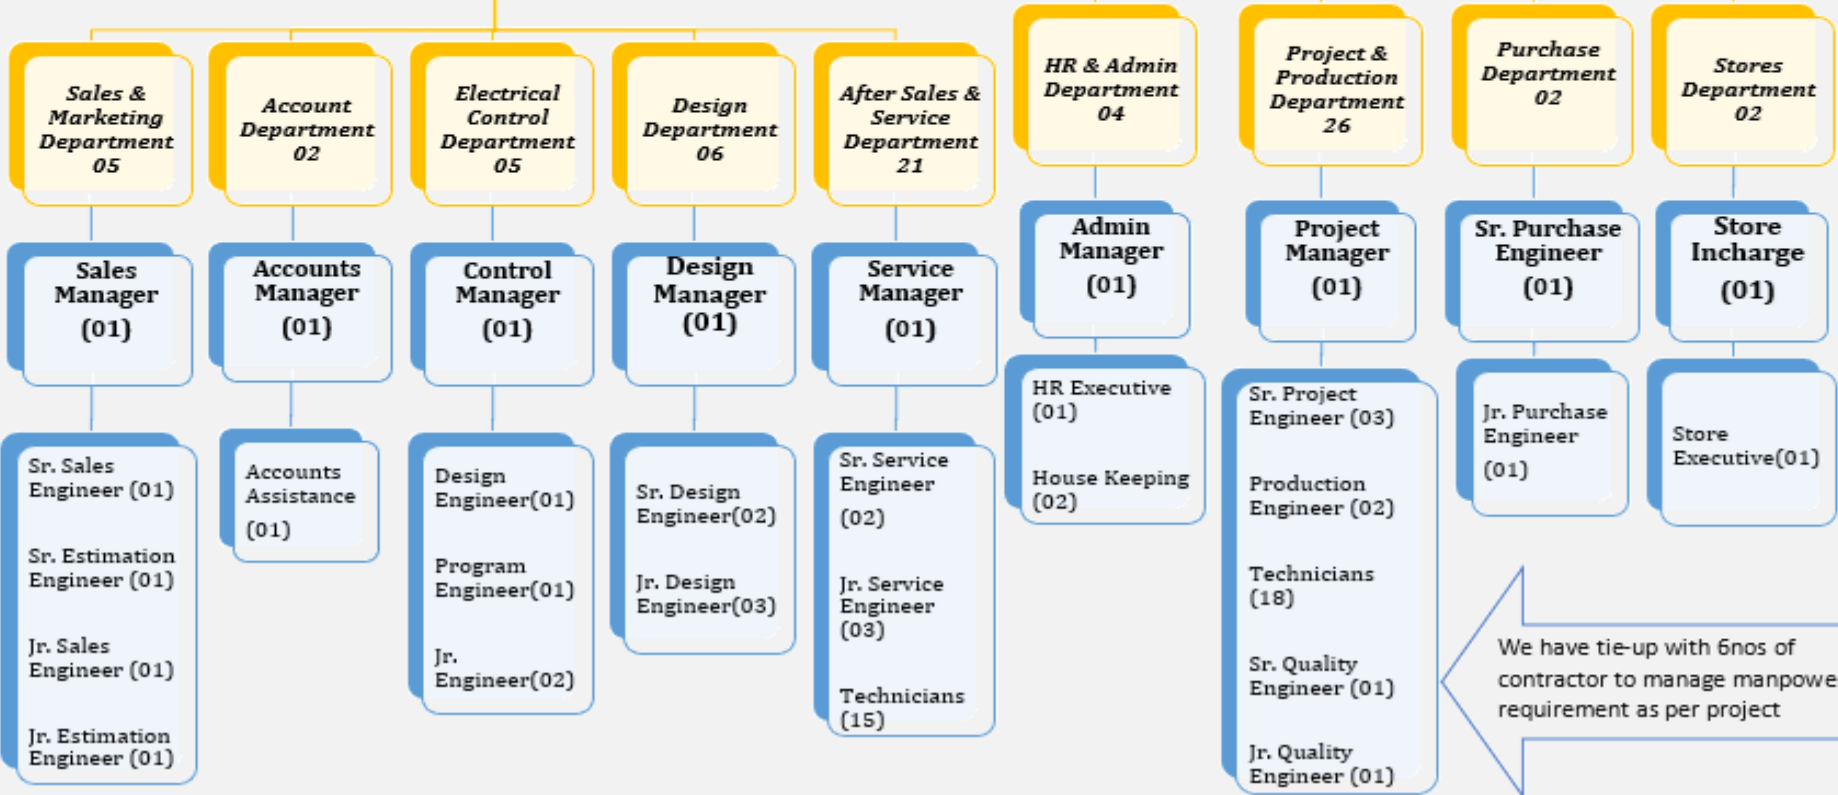 Sales &
Marketing
Department
05
Sales
Manager
(01)
Sr. Sales
Engineer (01)
Sr. Estimation
Engineer (01)
Jr. Sales
Engineer (01)
Jr. Estimation
Engineer (01)
Account
Department
02
Accounts
Manager
(01)
Accounts
Assistance
(01)
Electrical
Control
Department
05
Control
Manager
(01)
Design
Engineer(01)
Program
Engineer(01)
Jr.
Engineer(02)
Design
Department
06
Design
Manager
(01)
Sr. Design
Engineer(02)
Jr. Design
Engineer(03)
After Sales &
Service
Department
21
Service
Manager
(01)
Sr. Service
Engineer
(02)
Jr. Service
Engineer
(03)
Technicians
(15)
HR & Admin
Department
04
Admin
Manager
(01)
HR Executive
(01)
House Keeping
(02)
Project &
Production
Department
26
Project
Manager
(01)
Sr. Project
Engineer (03)
Production
Engineer (02)
Technicians
(18)
Sr. Quality
Engineer (01)
Jr. Quality
Engineer (01)
Purchase
Department
02
Sr. Purchase
Engineer
(01)
Jr. Purchase
Engineer
(01)
Stores
Department
02
Store
Incharge
(01)
Store
Executive(01)
We have tie-up with 6nos of
contractor to manage manpowe
requirement as per project